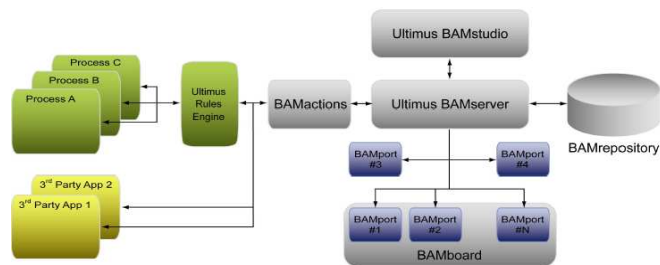 Process C
Process B
Process A
Ultimus
Rules
Engine
BAMactions
Ultimus BAMstudio
Ultimus BAMserver
BAMrepository
BAMport
#3
BAMport
#4
3rd Party App 2
3rd Party App 1
BAMport
#1
BAMport
#2
BAMport
#N
BAMboard